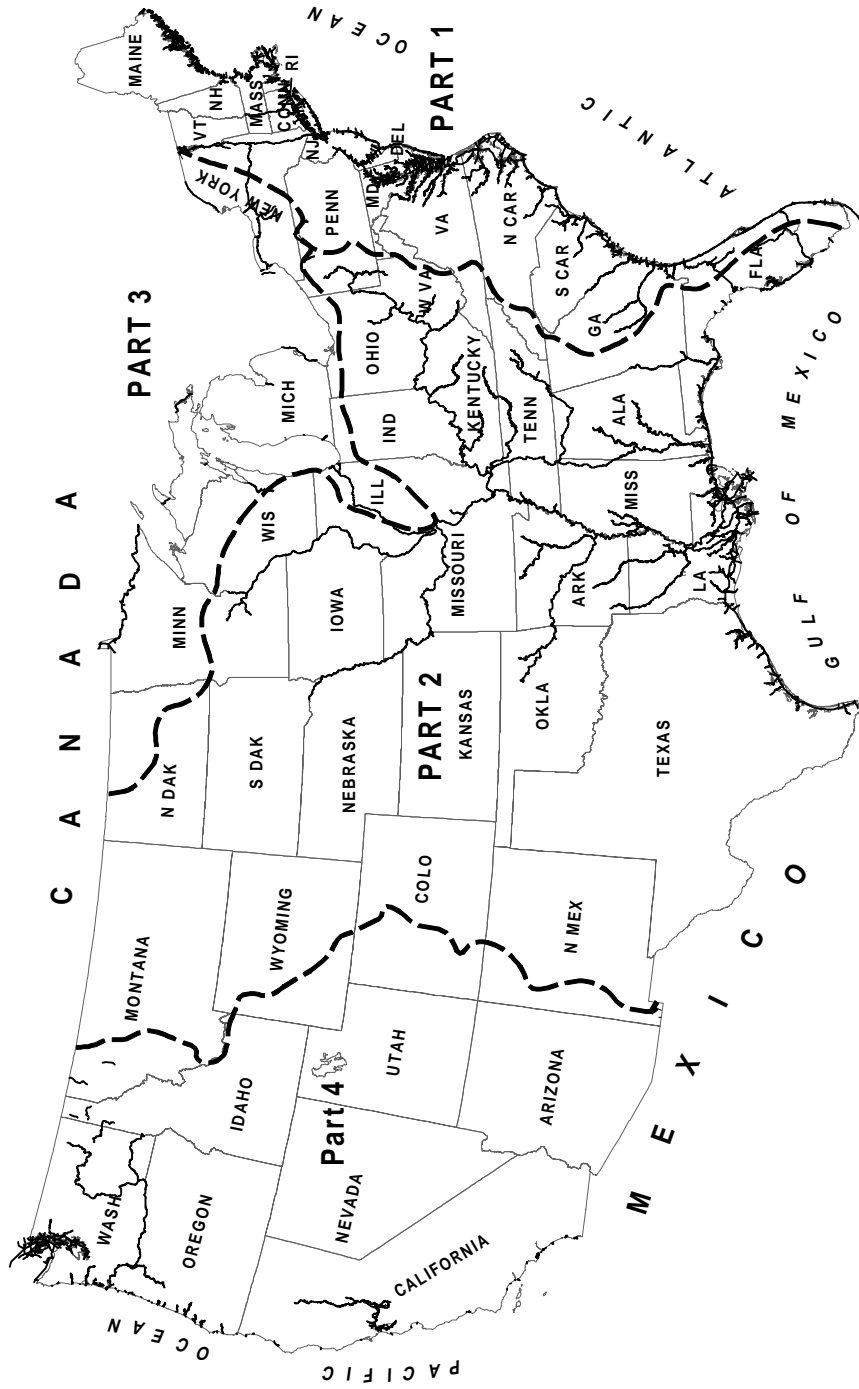 CANADA
PART 3
PART 1
PART 2
Part 4
WASH
OREGON
CALIFORNIA
NEVADA
IDAHO
MONTANA
WYOMING
UTAH
ARIZONA
COLO
N MEX
N DAK
S DAK
NEBRASKA
KANSAS
OKLA
TEXAS
MINN
IOWA
MISSOURI
ARK
LA
WIS
ILL
MICH
IND
OHIO
KENTUCKY
TENN
MISS
ALA
GA
FLA
S CAR
N CAR
VA
W VA
MD
DEL
PENN
NJ
NEW YORK
CONN
RI
MASS
VT
NH
MAINE
PACIFIC OCEAN
ATLANTIC OCEAN
GULF OF MEXICO
MEXICO